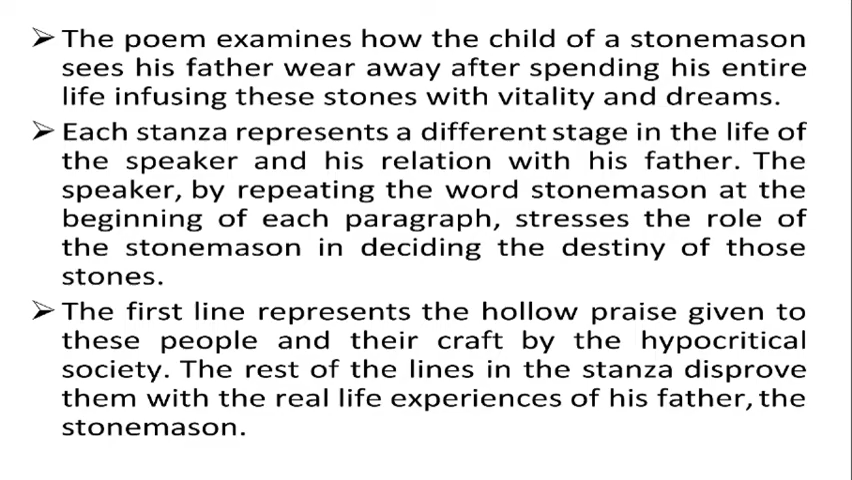 ➢ The poem examines how the child of a stonemason
sees his father wear away after spending his entire
life infusing these stones with vitality and dreams.
➢ Each stanza represents a different stage in the life of
the speaker and his relation with his father. The
speaker, by repeating the word stonemason at the
beginning of each paragraph, stresses the role of
the stonemason in deciding the destiny of those
stones.
➢ The first line represents the hollow praise given to
these people and their craft by the hypocritical
society. The rest of the lines in the stanza disprove
them with the real life experiences of his father, the
stonemason.